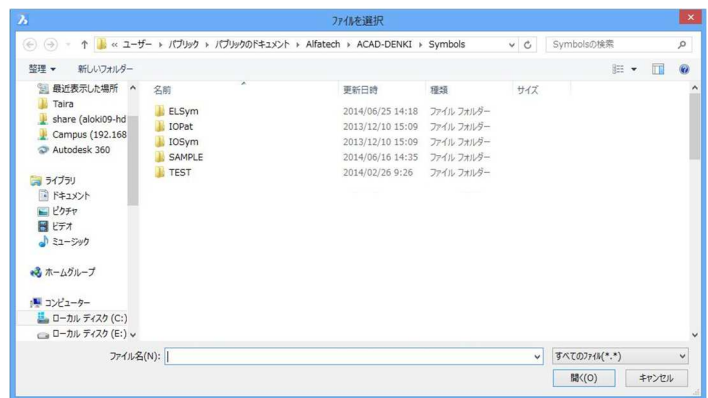 ファイルを選択
« ユーザー ▸ パブリック ▸ パブリックのドキュメント ▸ Alfatech ▸ ACAD-DENKI ▸ Symbols
Symbolsの検索
整理 ▼ 新しいフォルダー
最近表示した場所
Taira
share (aloki09-hd
Campus (192.168
Autodesk 360
ライブラリ
ドキュメント
ピクチャ
ビデオ
ミュージック
ホームグループ
コンピューター
ローカル ディスク (C:)
ローカル ディスク (E:)
名前 更新日時 種類 サイズ
ELSym 2014/06/25 14:18 ファイル フォルダー
IOPat 2013/12/10 15:09 ファイル フォルダー
IOSym 2013/12/10 15:09 ファイル フォルダー
SAMPLE 2014/06/16 14:35 ファイル フォルダー
TEST 2014/02/26 9:26 ファイル フォルダー
ファイル名(N):
すべてのファイル(*.*)
開く(O) キャンセル